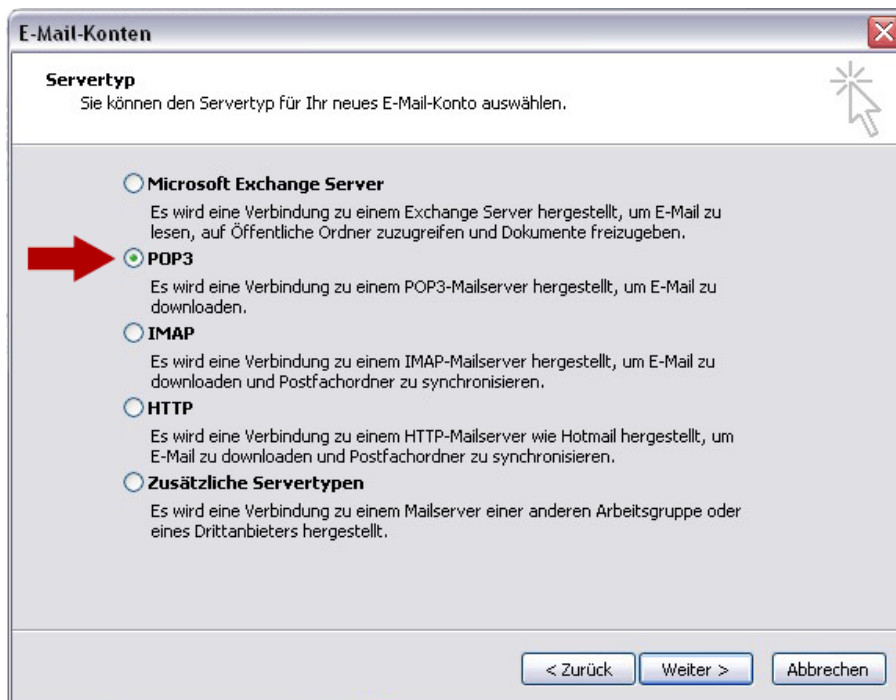 E-Mail-Konten
Servertyp
Sie können den Servertyp für Ihr neues E-Mail-Konto auswählen.
Microsoft Exchange Server
Es wird eine Verbindung zu einem Exchange Server hergestellt, um E-Mail zu
lesen, auf Öffentliche Ordner zuzugreifen und Dokumente freizugeben.
POP3
Es wird eine Verbindung zu einem POP3-Mailserver hergestellt, um E-Mail zu
downloaden.
IMAP
Es wird eine Verbindung zu einem IMAP-Mailserver hergestellt, um E-Mail zu
downloaden und Postfachordner zu synchronisieren.
HTTP
Es wird eine Verbindung zu einem HTTP-Mailserver wie Hotmail hergestellt, um
E-Mail zu downloaden und Postfachordner zu synchronisieren.
Zusätzliche Servertypen
Es wird eine Verbindung zu einem Mailserver einer anderen Arbeitsgruppe oder
eines Drittanbieters hergestellt.
< Zurück Weiter > Abbrechen